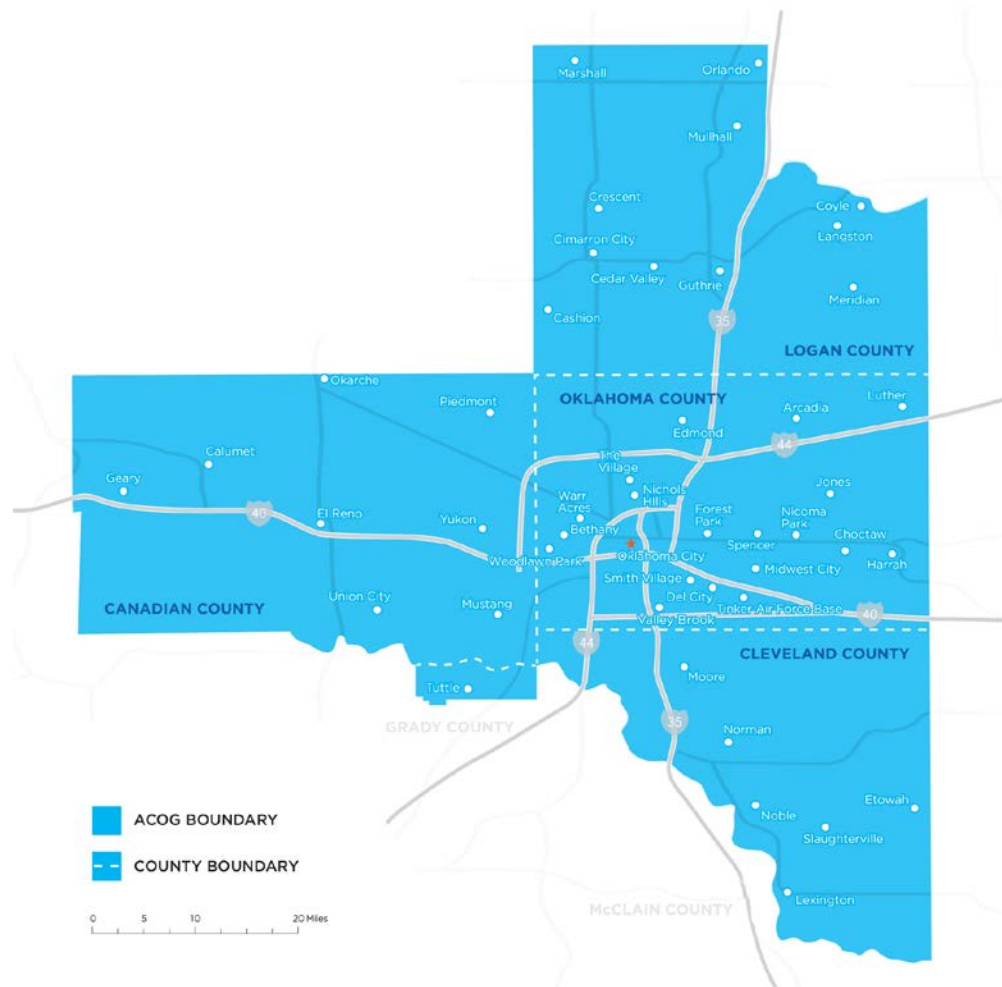 Marshall
Orlando
Mullhall
Crescent
Coyle
Langston
Cimarron City
Cedar Valley
Guthrie
Meridian
Cashion
35
LOGAN COUNTY
Okarche
Piedmont
OKLAHOMA COUNTY
Arcadia
Luther
Edmond
44
The
Village
Calumet
Geary
Nichols
Hills
Jones
Warr
Acres
Forest
Park
Nicoma
Park
40
El Reno
Yukon
Bethany
Spencer
Choctaw
Woodlawn Park
Oklahoma City
Harrah
Midwest City
Smith Village
CANADIAN COUNTY
Union City
Mustang
Del City
Tinker Air Force Base
40
Valley Brook
44
CLEVELAND COUNTY
Moore
Tuttle
GRADY COUNTY
35
Norman
Noble
Etowah
Slaughterville
Lexington
McCLAIN COUNTY
ACOG BOUNDARY
COUNTY BOUNDARY
0 5 10 20 Miles